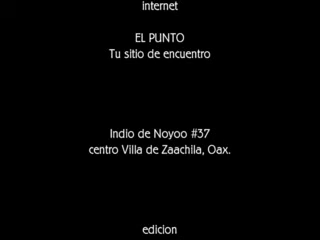 internet
EL PUNTO
Tu sitio de encuentro
Indio de Noyoo #37
centro Villa de Zaachila, Oax.
edicion